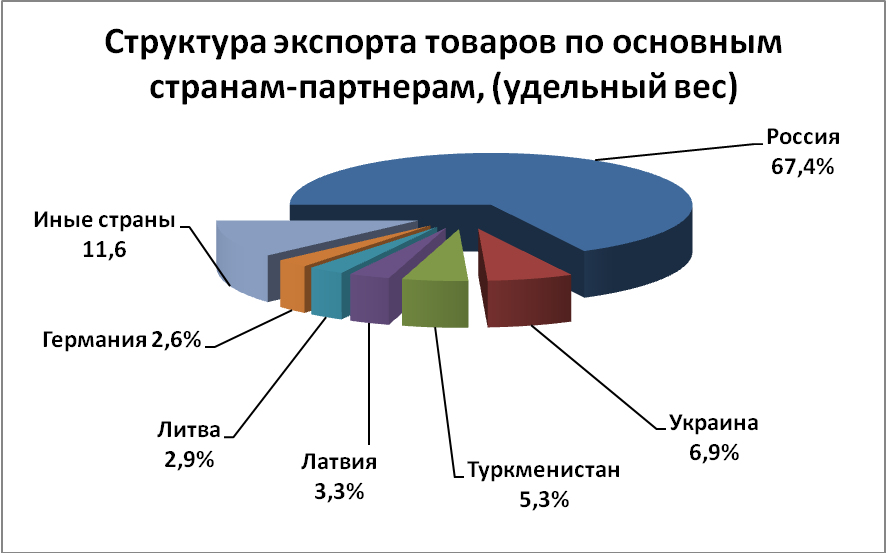 Структура экспорта товаров по основным
странам-партнерам, (удельный вес)
Россия
67,4%
Иные страны
11,6
Германия 2,6%
Литва
2,9%
Латвия
3,3%
Туркменистан
5,3%
Украина
6,9%